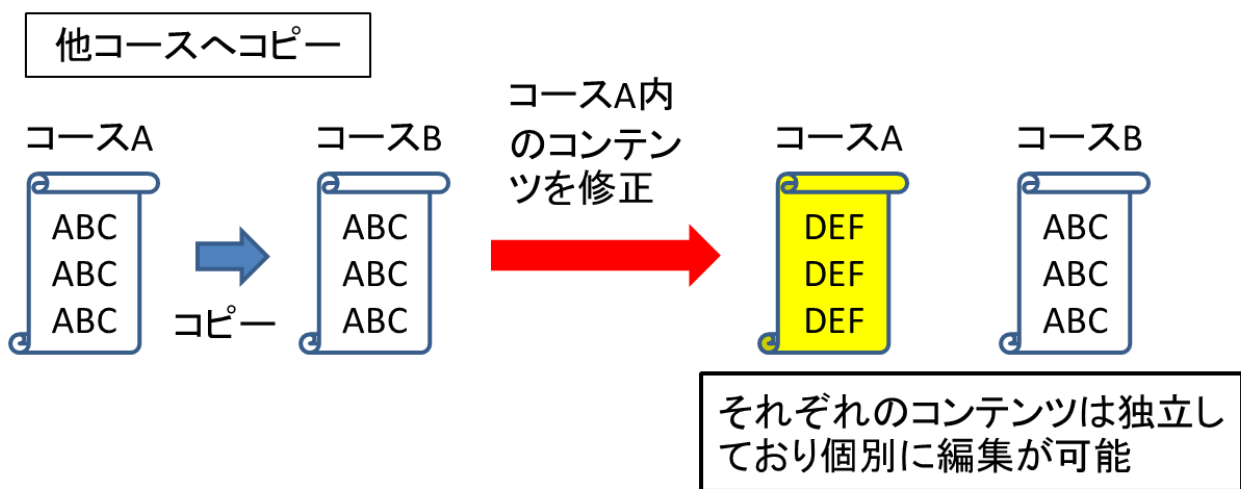 他コースへコピー
コースA
ABC
ABC
ABC
コピー
コースB
ABC
ABC
ABC
コースA内
のコンテン
ツを修正
コースA
DEF
DEF
DEF
コースB
ABC
ABC
ABC
それぞれのコンテンツは独立し
ており個別に編集が可能